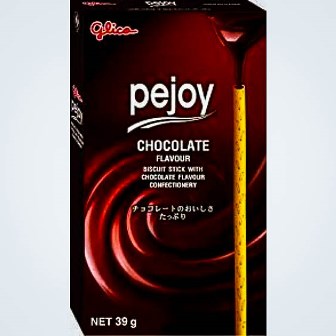 Glico
pejoy
CHOCOLATE
FLAVOUR
BISCUIT STICK WITH
CHOCOLATE FLAVOUR
CONFECTIONERY
チョコレートのおいしさ
たっぷり
NET 39 g